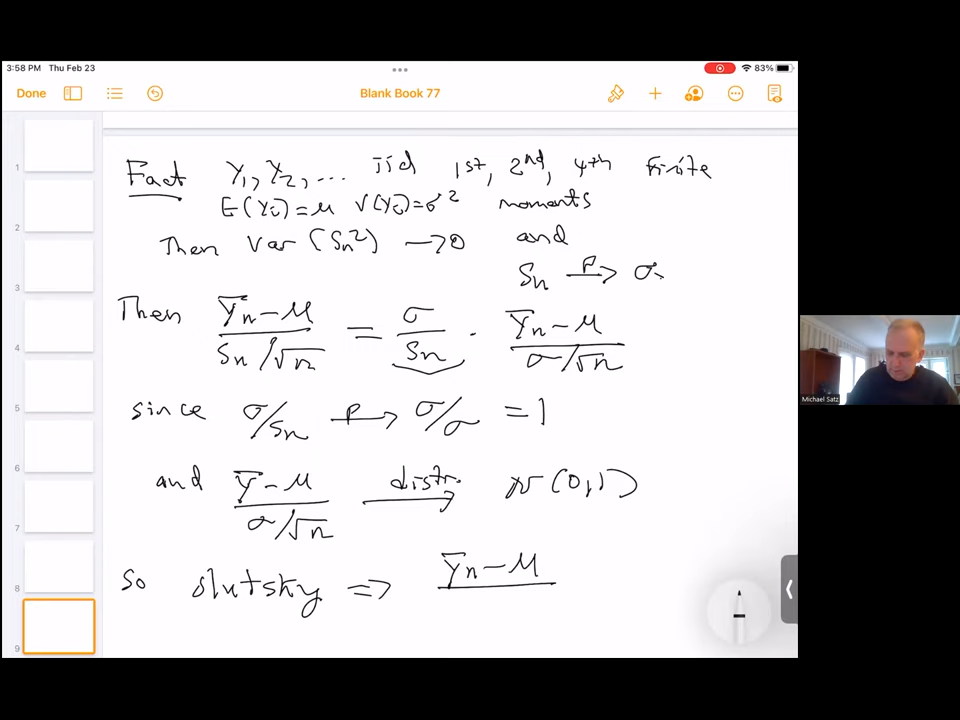 3:58 PM Thu Feb 23
83%
Done
Blank Book 77
1
2
3
4
5
6
7
8
9
Fact Y₁, Y₂, ... iid 1st, 2nd, 4th finite
E(Yᵢ) = μ V(Yᵢ) = σ² moments
Then Var (Sₙ²) → 0 and
Sₙ →ᴾ σ
Then (Ȳₙ − μ)/(Sₙ/√n) = σ/Sₙ · (Ȳₙ − μ)/(σ/√n)
since σ/Sₙ →ᴾ σ/σ = 1
and (Ȳ − μ)/(σ/√n) →distr. N(0,1)
So Slutsky ⇒ Ȳₙ − μ
Michael Satz